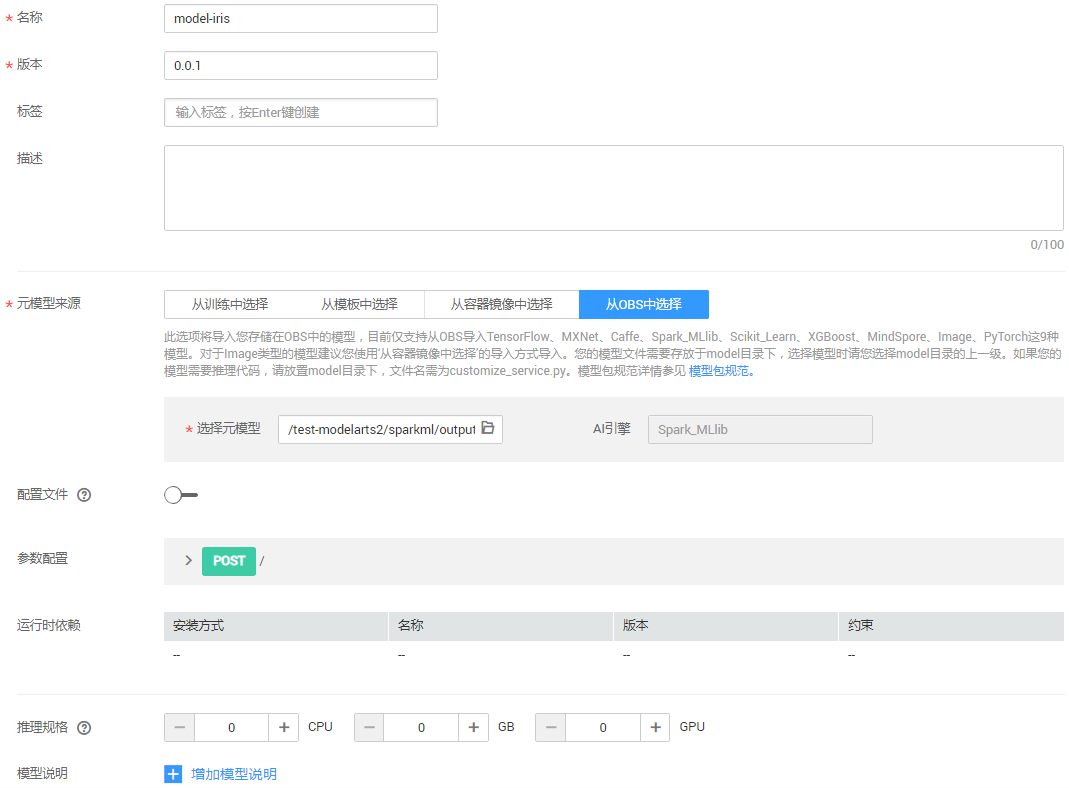 * 名称 model-iris
* 版本 0.0.1
标签 输入标签，按Enter键创建
描述
0/100
* 元模型来源 从训练中选择 从模板中选择 从容器镜像中选择 从OBS中选择
此选项将导入您存储在OBS中的模型，目前仅支持从OBS导入TensorFlow、MXNet、Caffe、Spark_MLlib、Scikit_Learn、XGBoost、MindSpore、Image、PyTorch这9种
模型。对于Image类型的模型建议您使用‘从容器镜像中选择’的导入方式导入。您的模型文件需要存放于model目录下，选择模型时请您选择model目录的上一级。如果您的
模型需要推理代码，请放置model目录下，文件名需为customize_service.py。模型包规范详情参见 模型包规范。
* 选择元模型 /test-modelarts2/sparkml/output AI引擎 Spark_MLlib
配置文件 ?
参数配置 POST /
运行时依赖 安装方式 名称 版本 约束
-- -- -- --
推理规格 ? − 0 + CPU − 0 + GB − 0 + GPU
模型说明 + 增加模型说明